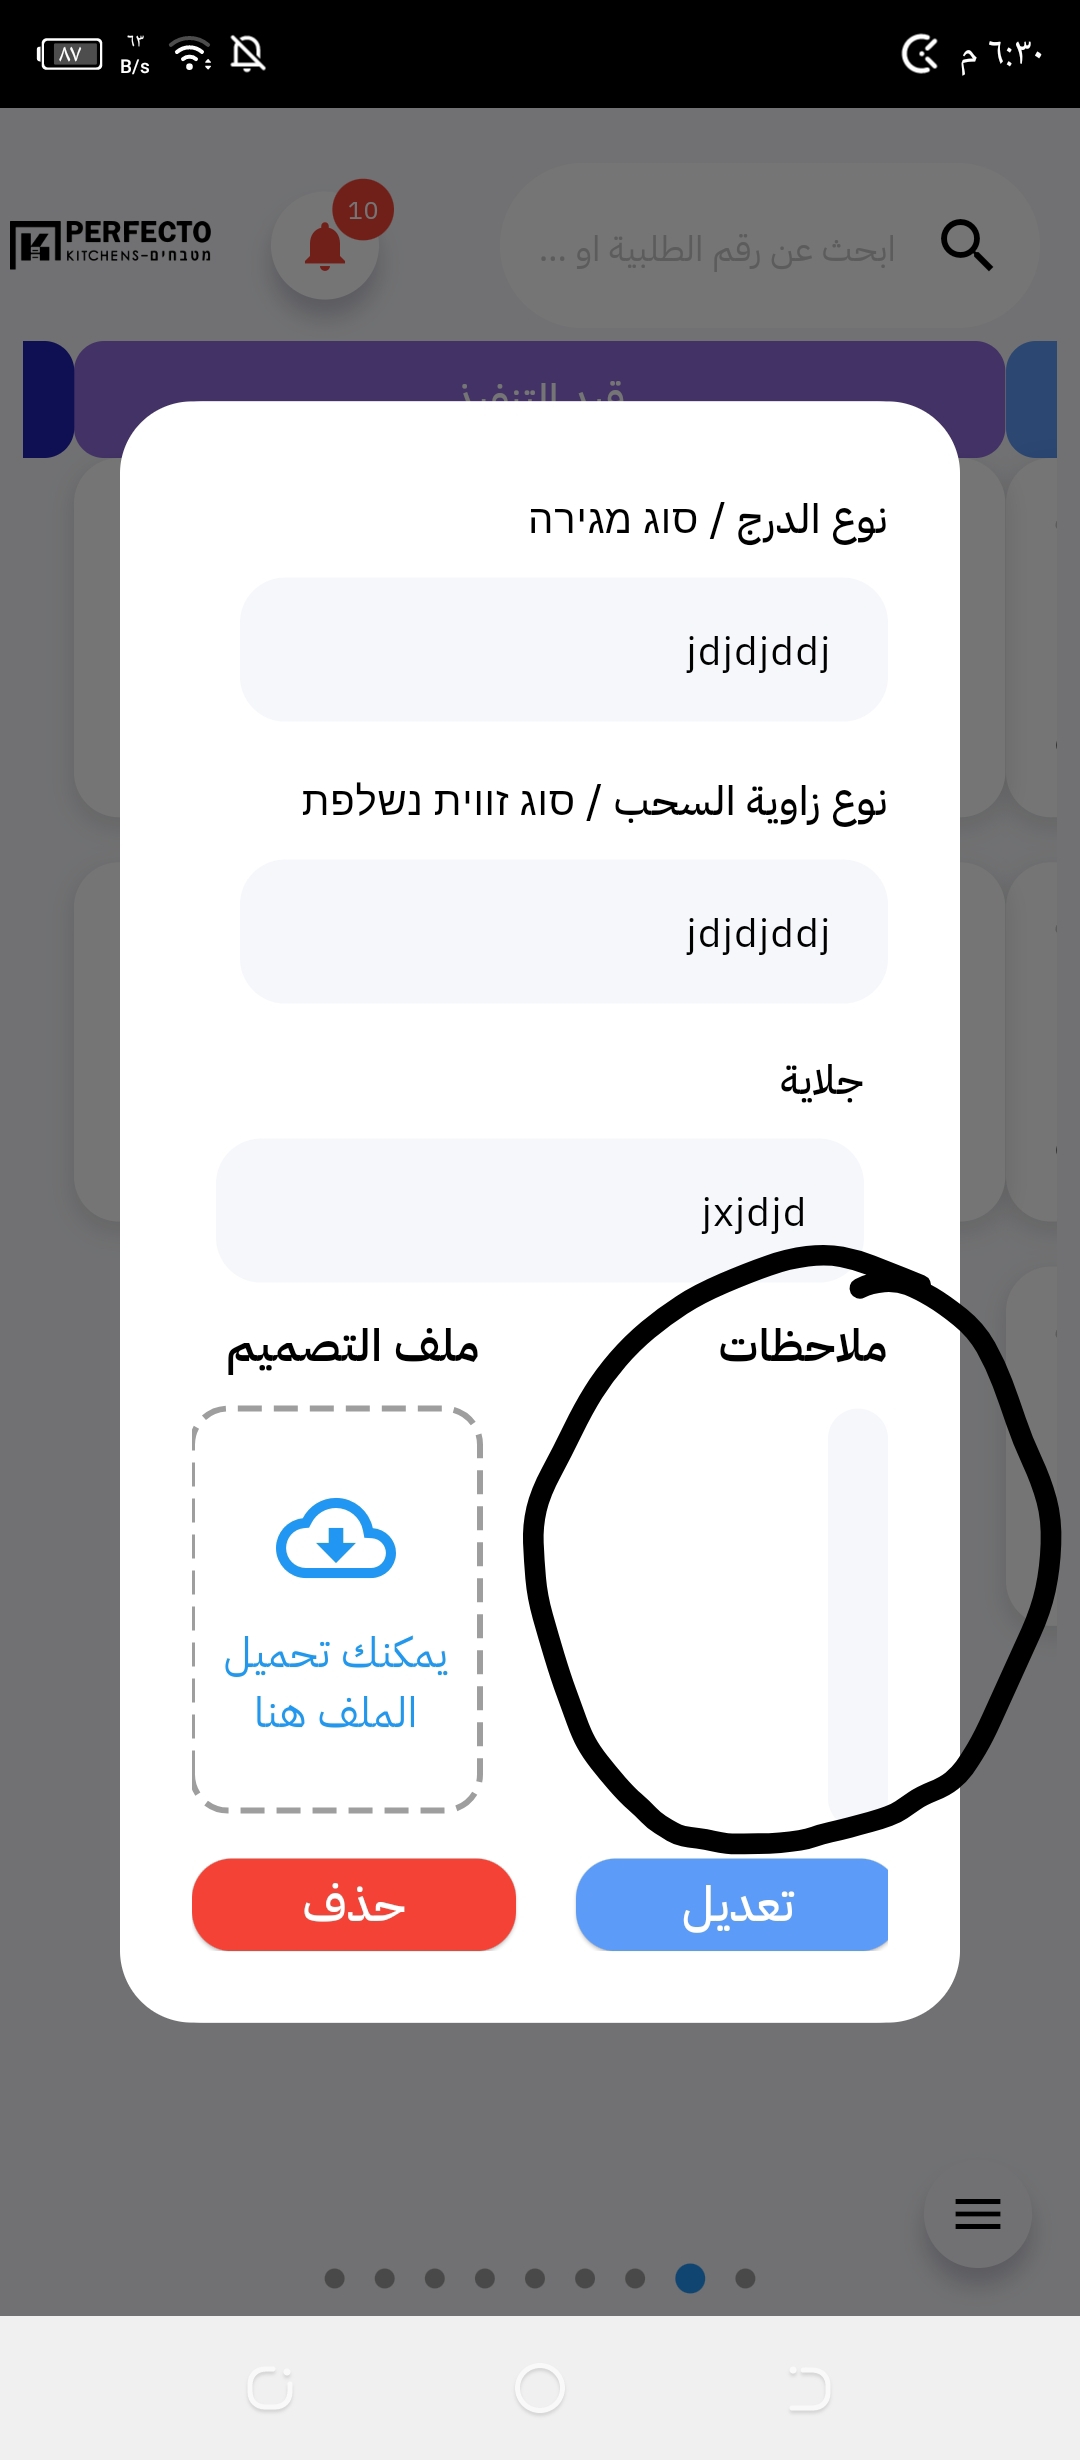 ٦:٣٠ م
٦٣
B/s
٨٧
ابحث عن رقم الطلبية او ...
10
PERFECTO
KITCHENS-מטבחים
قيد التنفيذ
نوع الدرج / סוג מגירה
jdjdjddj
نوع زاوية السحب / סוג זווית נשלפת
jdjdjddj
جلاية
jxjdjd
ملاحظات
ملف التصميم
يمكنك تحميل
الملف هنا
تعديل
حذف